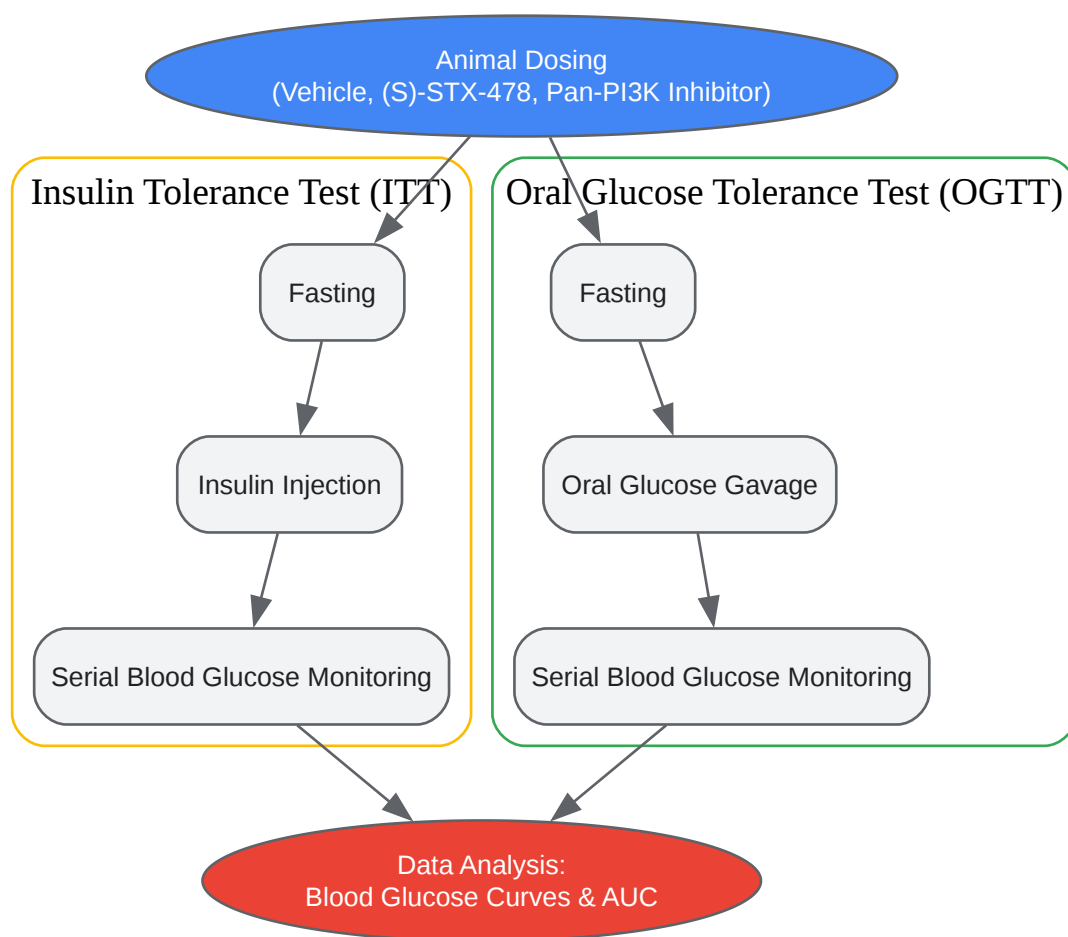 Animal Dosing
(Vehicle, (S)-STX-478, Pan-PI3K Inhibitor)
Insulin Tolerance Test (ITT)
Fasting
Insulin Injection
Serial Blood Glucose Monitoring
Oral Glucose Tolerance Test (OGTT)
Fasting
Oral Glucose Gavage
Serial Blood Glucose Monitoring
Data Analysis:
Blood Glucose Curves & AUC